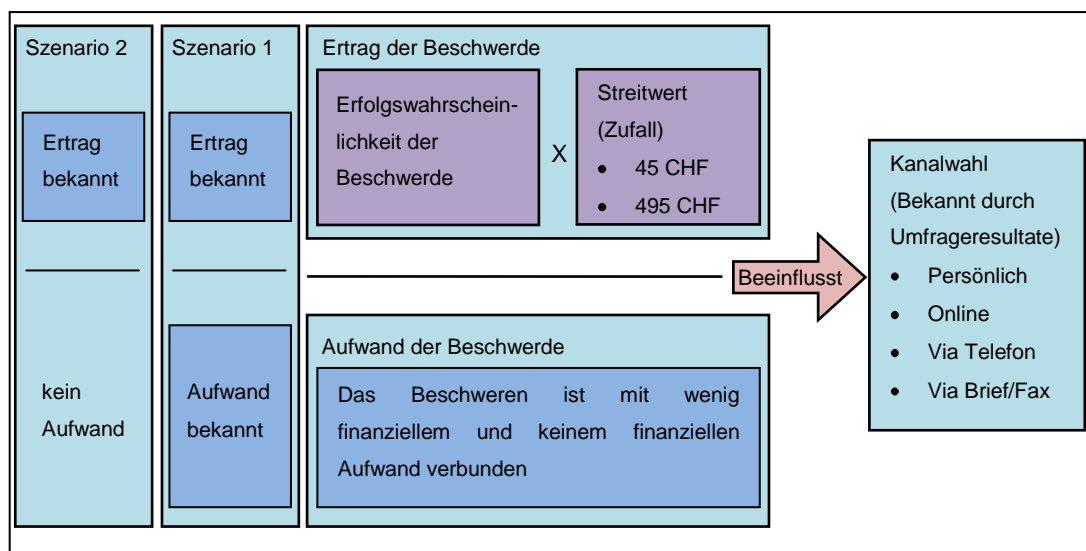 Szenario 2
Ertrag
bekannt
kein
Aufwand
Szenario 1
Ertrag
bekannt
Aufwand
bekannt
Ertrag der Beschwerde
Erfolgswahrschein-
lichkeit der
Beschwerde
X
Streitwert
(Zufall)
• 45 CHF
• 495 CHF
Aufwand der Beschwerde
Das Beschweren ist mit wenig
finanziellem und keinem finanziellen
Aufwand verbunden
Beeinflusst
Kanalwahl
(Bekannt durch
Umfrageresultate)
• Persönlich
• Online
• Via Telefon
• Via Brief/Fax